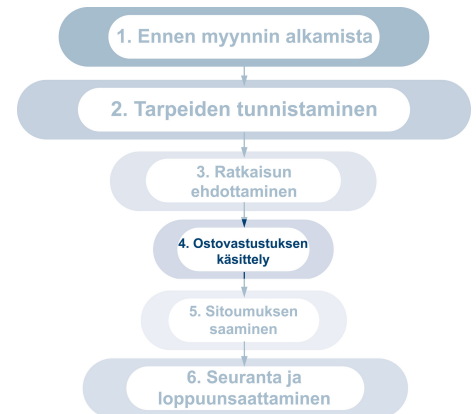 1. Ennen myynnin alkamista
2. Tarpeiden tunnistaminen
3. Ratkaisun
ehdottaminen
4. Ostovastustuksen
käsittely
5. Sitoumuksen
saaminen
6. Seuranta ja
loppuunsaattaminen